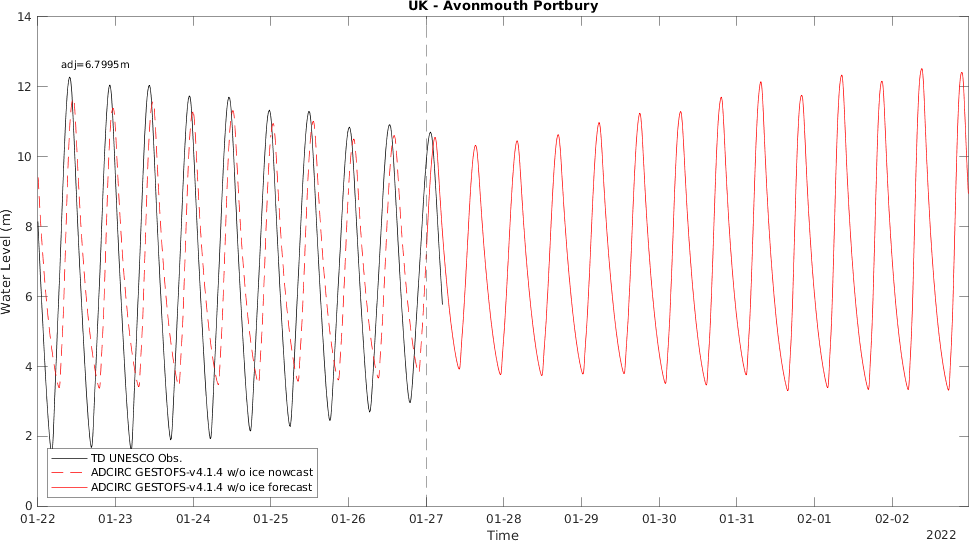 UK - Avonmouth Portbury
adj=6.7995m
14
12
10
8
6
4
2
0
Water Level (m)
TD UNESCO Obs.
ADCIRC GESTOFS-v4.1.4 w/o ice nowcast
ADCIRC GESTOFS-v4.1.4 w/o ice forecast
01-22 01-23 01-24 01-25 01-26 01-27 01-28 01-29 01-30 01-31 02-01 02-02
Time
2022